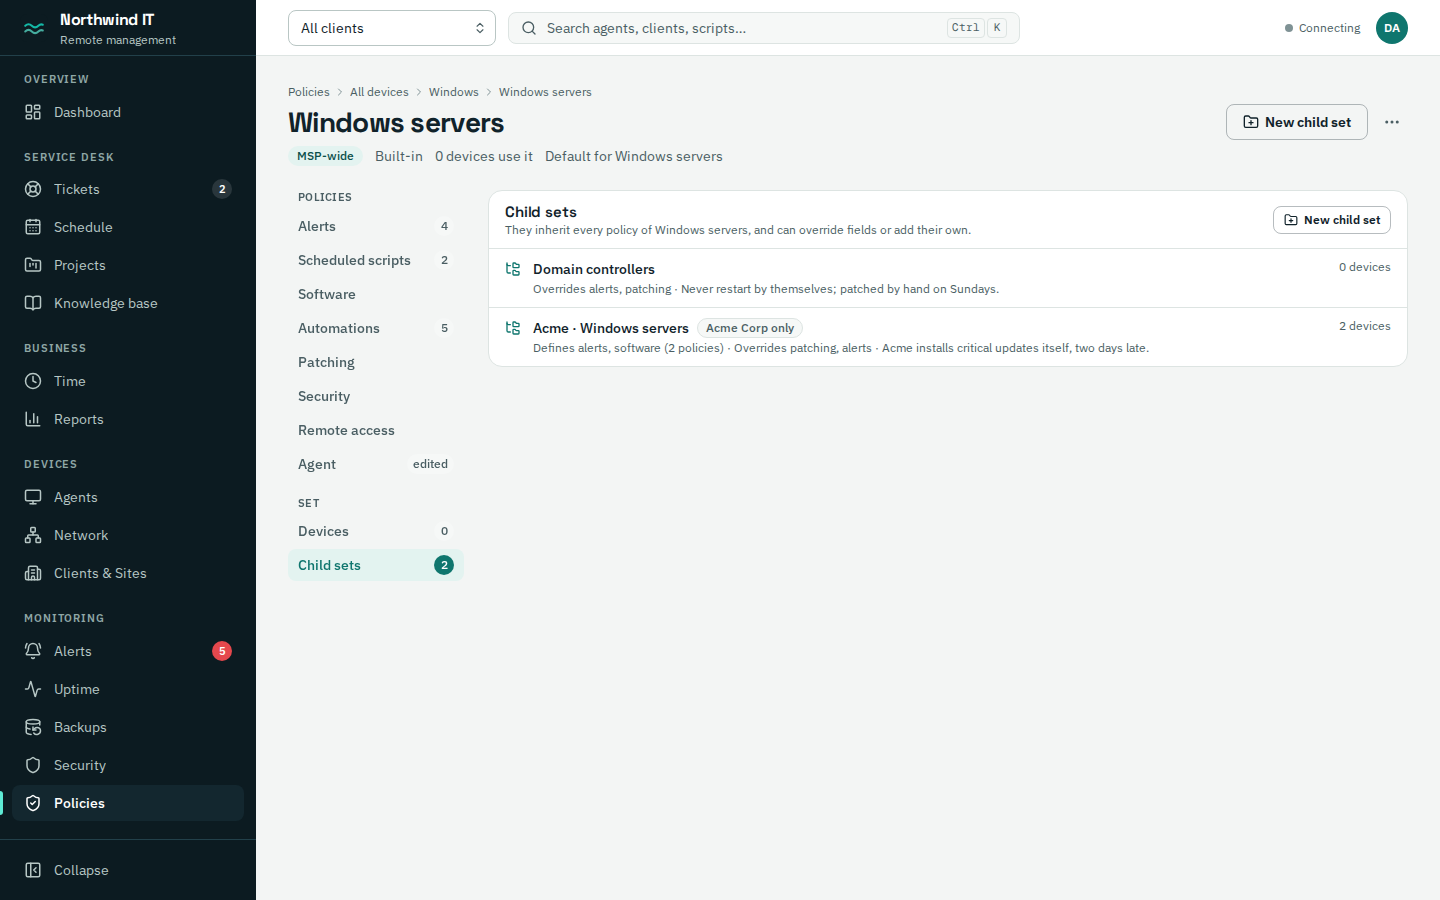 Northwind IT
Remote management
OVERVIEW
Dashboard
SERVICE DESK
Tickets 2
Schedule
Projects
Knowledge base
BUSINESS
Time
Reports
DEVICES
Agents
Network
Clients & Sites
MONITORING
Alerts 5
Uptime
Backups
Security
Policies
Collapse
All clients
Search agents, clients, scripts...
Ctrl K
Connecting
DA
Policies > All devices > Windows > Windows servers
Windows servers
New child set
MSP-wide Built-in 0 devices use it Default for Windows servers
POLICIES
Alerts 4
Scheduled scripts 2
Software
Automations 5
Patching
Security
Remote access
Agent edited
SET
Devices 0
Child sets 2
Child sets
They inherit every policy of Windows servers, and can override fields or add their own.
New child set
Domain controllers
0 devices
Overrides alerts, patching · Never restart by themselves; patched by hand on Sundays.
Acme · Windows servers Acme Corp only
2 devices
Defines alerts, software (2 policies) · Overrides patching, alerts · Acme installs critical updates itself, two days late.